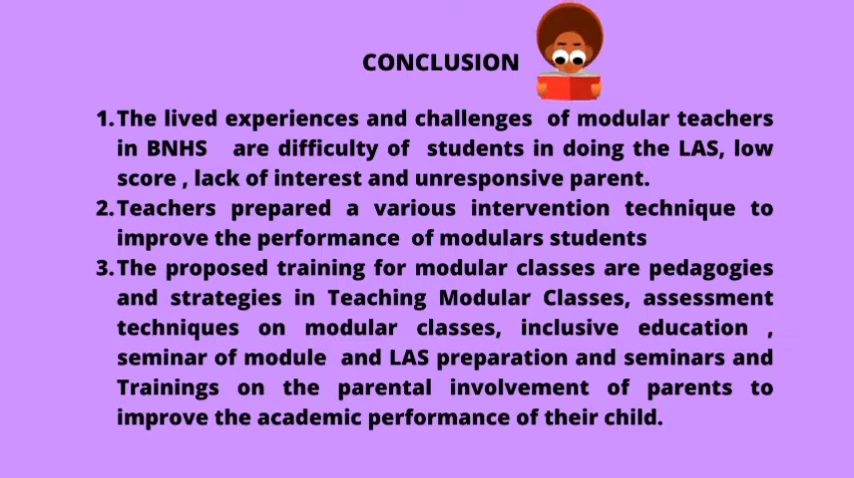 CONCLUSION
1. The lived experiences and challenges of modular teachers
in BNHS are difficulty of students in doing the LAS, low
score , lack of interest and unresponsive parent.
2. Teachers prepared a various intervention technique to
improve the performance of modulars students
3. The proposed training for modular classes are pedagogies
and strategies in Teaching Modular Classes, assessment
techniques on modular classes, inclusive education ,
seminar of module and LAS preparation and seminars and
Trainings on the parental involvement of parents to
improve the academic performance of their child.